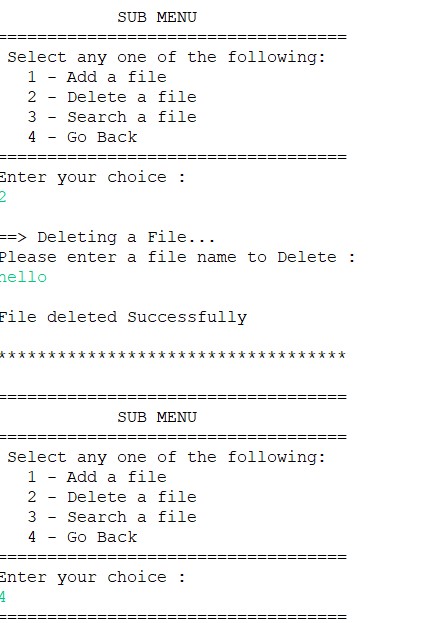 SUB MENU
===================================
Select any one of the following:
1 - Add a file
2 - Delete a file
3 - Search a file
4 - Go Back
===================================
Enter your choice :
2
==> Deleting a File...
Please enter a file name to Delete :
hello
File deleted Successfully
***********************************
===================================
SUB MENU
===================================
Select any one of the following:
1 - Add a file
2 - Delete a file
3 - Search a file
4 - Go Back
===================================
Enter your choice :
4
===================================